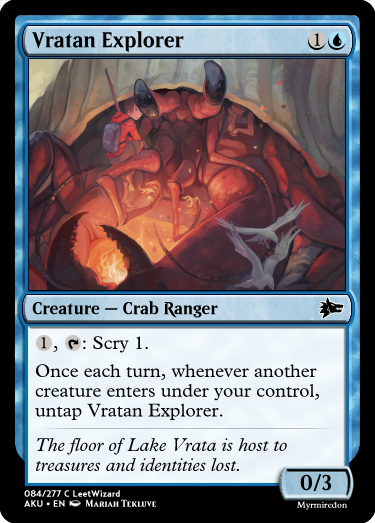 Vratan Explorer 1
Creature — Crab Ranger
1, : Scry 1.
Once each turn, whenever another
creature enters under your control,
untap Vratan Explorer.
The floor of Lake Vrata is host to
treasures and identities lost.
0/3
084/277 C LeetWizard
AKU • EN Mariah Tekluve
Myrmiredon